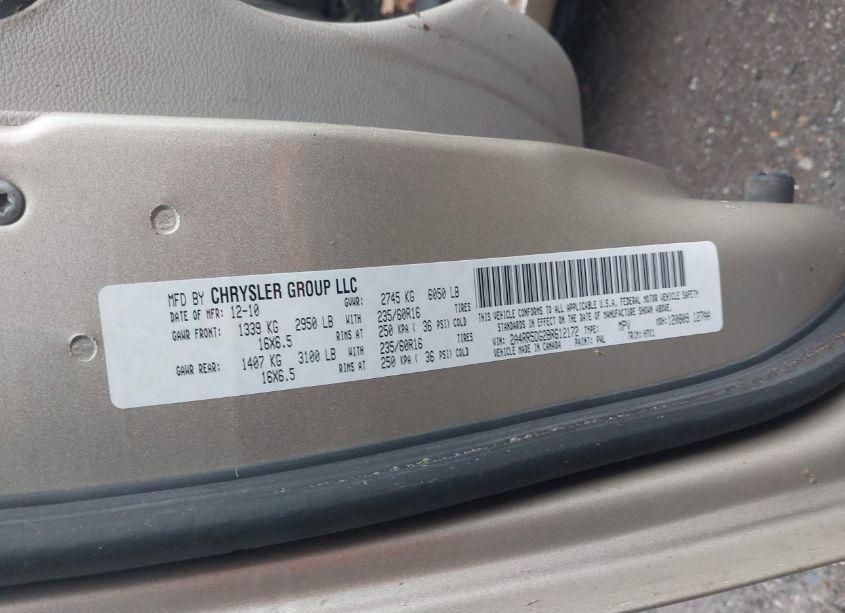 MFD BY CHRYSLER GROUP LLC
DATE OF MFR: 12-10 GVWR: 2745 KG 6050 LB
GAWR FRONT: 1339 KG 2950 LB WITH 235/60R16 TIRES
16X6.5 RIMS AT 250 KPA ( 36 PSI) COLD
GAWR REAR: 1407 KG 3100 LB WITH 235/60R16 TIRES
16X6.5 RIMS AT 250 KPA ( 36 PSI) COLD
THIS VEHICLE CONFORMS TO ALL APPLICABLE U.S.A. FEDERAL MOTOR VEHICLE SAFETY
STANDARDS IN EFFECT ON THE DATE OF MANUFACTURE SHOWN ABOVE.
VIN: 2A4RR5DG2BR612172 TYPE: MPV MDH:
VEHICLE MADE IN CANADA PAINT: TRIM: